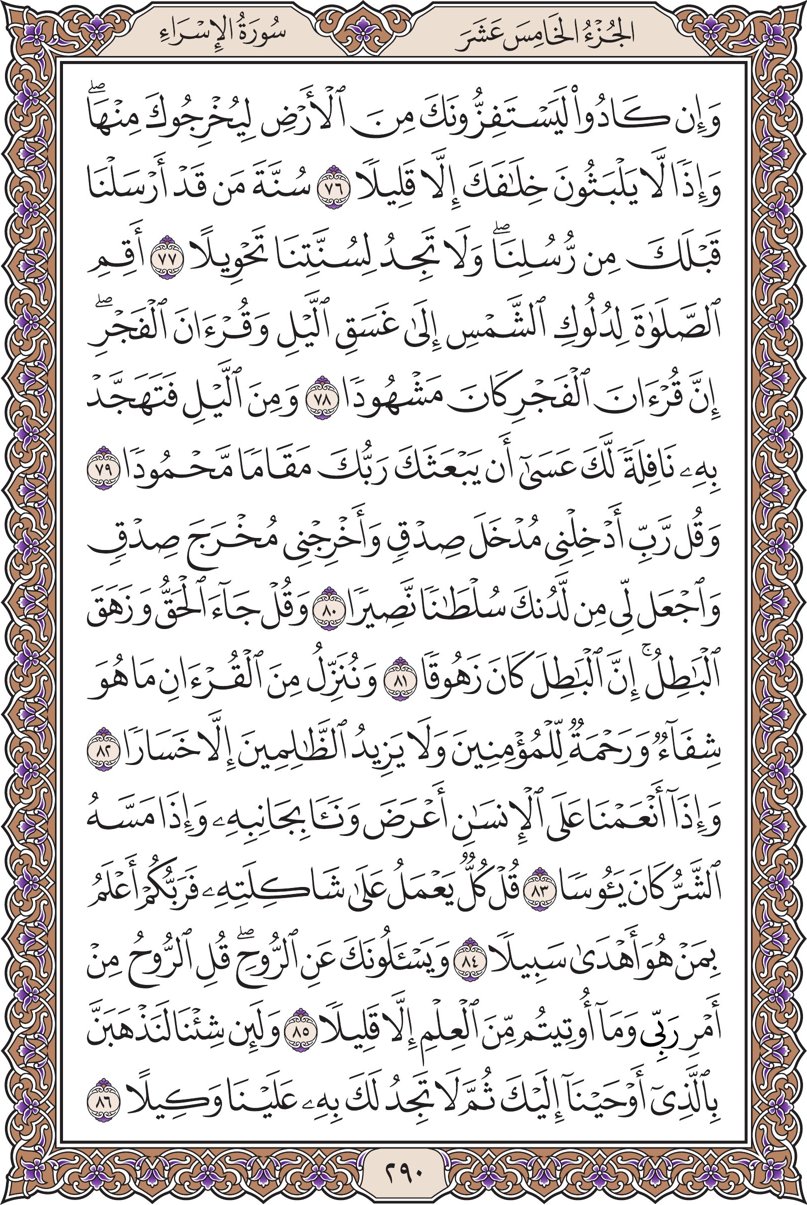 الجُزْءُ الخَامِسَ عَشَرَ
سُورَةُ الإِسْرَاءِ
وَإِن كَادُوا۟ لَيَسْتَفِزُّونَكَ مِنَ ٱلْأَرْضِ لِيُخْرِجُوكَ مِنْهَا ۖ
وَإِذًا لَّا يَلْبَثُونَ خِلَٰفَكَ إِلَّا قَلِيلًا ٧٦ سُنَّةَ مَن قَدْ أَرْسَلْنَا
قَبْلَكَ مِن رُّسُلِنَا ۖ وَلَا تَجِدُ لِسُنَّتِنَا تَحْوِيلًا ٧٧ أَقِمِ
ٱلصَّلَوٰةَ لِدُلُوكِ ٱلشَّمْسِ إِلَىٰ غَسَقِ ٱلَّيْلِ وَقُرْءَانَ ٱلْفَجْرِ ۖ
إِنَّ قُرْءَانَ ٱلْفَجْرِ كَانَ مَشْهُودًا ٧٨ وَمِنَ ٱلَّيْلِ فَتَهَجَّدْ
بِهِۦ نَافِلَةً لَّكَ عَسَىٰٓ أَن يَبْعَثَكَ رَبُّكَ مَقَامًا مَّحْمُودًا ٧٩
وَقُل رَّبِّ أَدْخِلْنِى مُدْخَلَ صِدْقٍ وَأَخْرِجْنِى مُخْرَجَ صِدْقٍ
وَٱجْعَل لِّى مِن لَّدُنكَ سُلْطَٰنًا نَّصِيرًا ٨٠ وَقُلْ جَآءَ ٱلْحَقُّ وَزَهَقَ
ٱلْبَٰطِلُ ۚ إِنَّ ٱلْبَٰطِلَ كَانَ زَهُوقًا ٨١ وَنُنَزِّلُ مِنَ ٱلْقُرْءَانِ مَا هُوَ
شِفَآءٌ وَرَحْمَةٌ لِّلْمُؤْمِنِينَ وَلَا يَزِيدُ ٱلظَّٰلِمِينَ إِلَّا خَسَارًا ٨٢
وَإِذَآ أَنْعَمْنَا عَلَى ٱلْإِنسَٰنِ أَعْرَضَ وَنَـَٔا بِجَانِبِهِۦ وَإِذَا مَسَّهُ
ٱلشَّرُّ كَانَ يَـُٔوسًا ٨٣ قُلْ كُلٌّ يَعْمَلُ عَلَىٰ شَاكِلَتِهِۦ فَرَبُّكُمْ أَعْلَمُ
بِمَنْ هُوَ أَهْدَىٰ سَبِيلًا ٨٤ وَيَسْـَٔلُونَكَ عَنِ ٱلرُّوحِ ۖ قُلِ ٱلرُّوحُ مِنْ
أَمْرِ رَبِّى وَمَآ أُوتِيتُم مِّنَ ٱلْعِلْمِ إِلَّا قَلِيلًا ٨٥ وَلَئِن شِئْنَا لَنَذْهَبَنَّ
بِٱلَّذِىٓ أَوْحَيْنَآ إِلَيْكَ ثُمَّ لَا تَجِدُ لَكَ بِهِۦ عَلَيْنَا وَكِيلًا ٨٦
٢٩٠